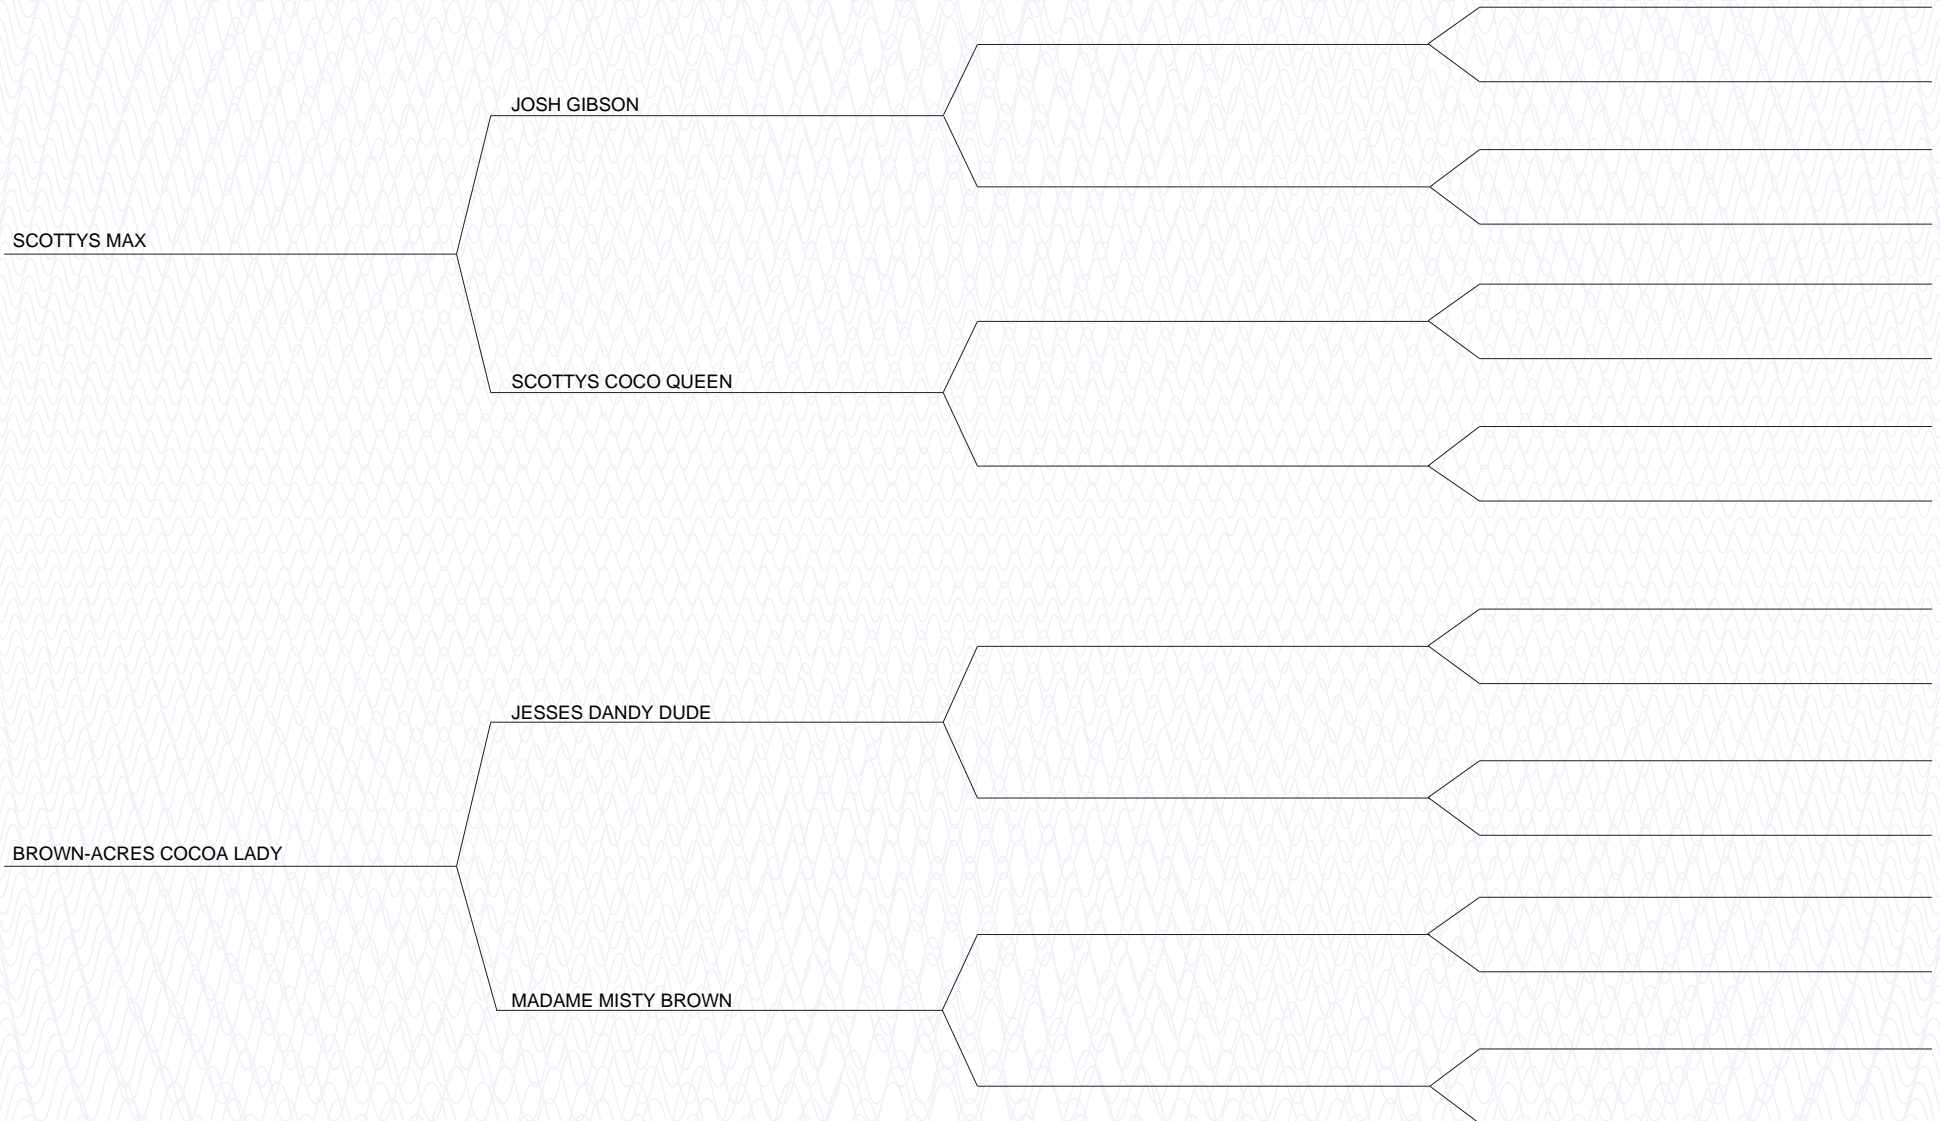 JOSH GIBSON
SCOTTYS MAX
SCOTTYS COCO QUEEN
JESSES DANDY DUDE
BROWN-ACRES COCOA LADY
MADAME MISTY BROWN